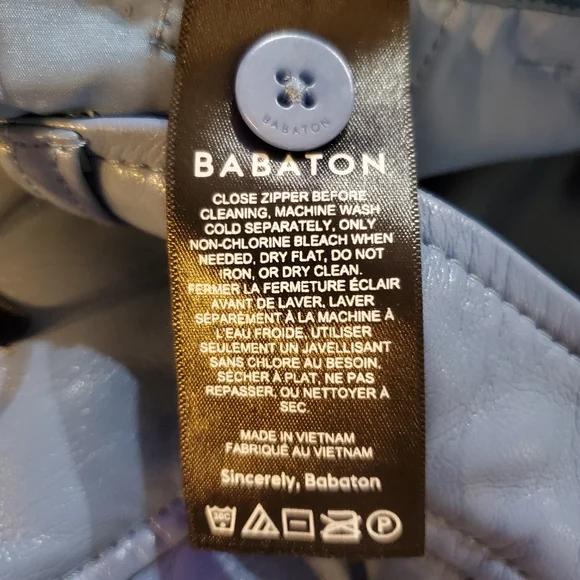 BABATON
BABATON
CLOSE ZIPPER BEFORE
CLEANING, MACHINE WASH
COLD SEPARATELY, ONLY
NON-CHLORINE BLEACH WHEN
NEEDED, DRY FLAT, DO NOT
IRON, OR DRY CLEAN.
FERMER LA FERMETURE ÉCLAIR
AVANT DE LAVER, LAVER
SÉPARÉMENT À LA MACHINE À
L'EAU FROIDE, UTILISER
SEULEMENT UN JAVELLISANT
SANS CHLORE AU BESOIN,
SÉCHER À PLAT, NE PAS
REPASSER, OU NETTOYER À
SEC.
MADE IN VIETNAM
FABRIQUÉ AU VIETNAM
Sincerely, Babaton
30C P